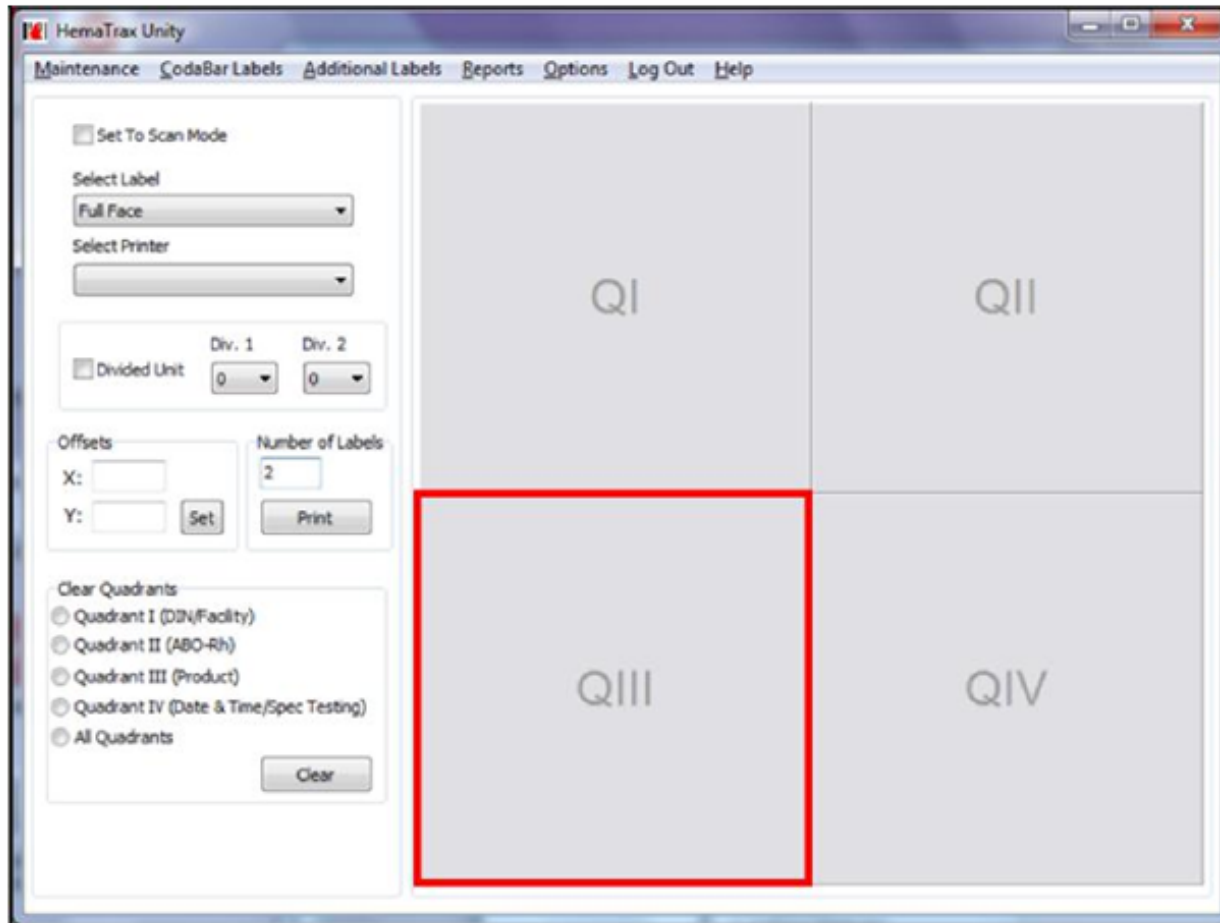 HemaTrax Unity
Maintenance CodaBar Labels Additional Labels Reports Options Log Out Help
Set To Scan Mode
Select Label
Full Face
Select Printer
Div. 1 Div. 2
Divided Unit 0 0
Offsets Number of Labels
X: 2
Y: Set Print
Clear Quadrants
Quadrant I (DIN/Facility)
Quadrant II (ABO-Rh)
Quadrant III (Product)
Quadrant IV (Date & Time/Spec Testing)
All Quadrants
Clear
QI QII
QIII QIV